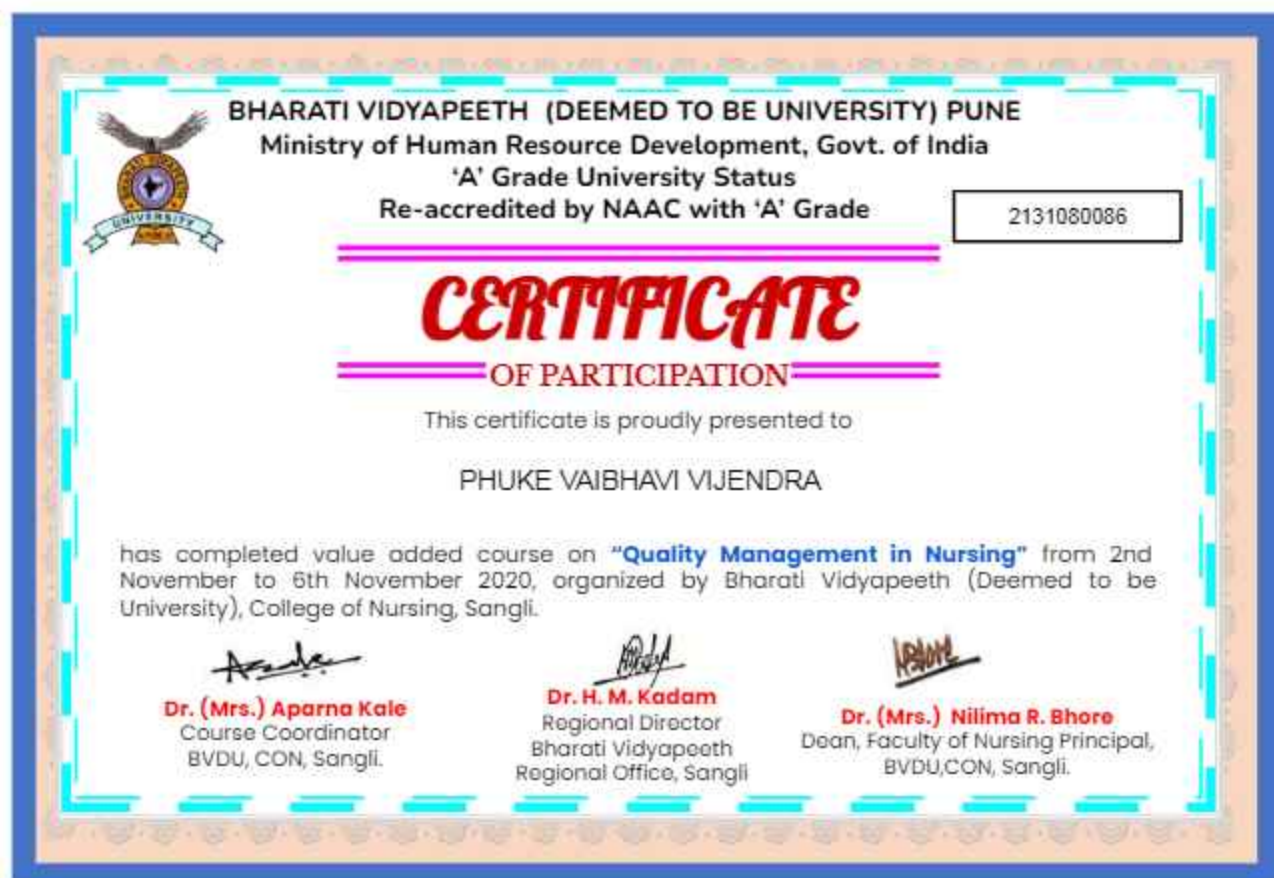 BHARATI VIDYAPEETH (DEEMED TO BE UNIVERSITY) PUNE
Ministry of Human Resource Development, Govt. of India
‘A’ Grade University Status
Re-accredited by NAAC with ‘A’ Grade
2131080086
BHARATI VIDYAPEETH
UNIVERSITY
CERTIFICATE
OF PARTICIPATION
This certificate is proudly presented to
PHUKE VAIBHAVI VIJENDRA
has completed value added course on “Quality Management in Nursing” from 2nd
November to 6th November 2020, organized by Bharati Vidyapeeth (Deemed to be
University), College of Nursing, Sangli.
Dr. (Mrs.) Aparna Kale
Course Coordinator
BVDU, CON, Sangli.
Dr. H. M. Kadam
Regional Director
Bharati Vidyapeeth
Regional Office, Sangli
Dr. (Mrs.) Nilima R. Bhore
Dean, Faculty of Nursing Principal,
BVDU,CON, Sangli.